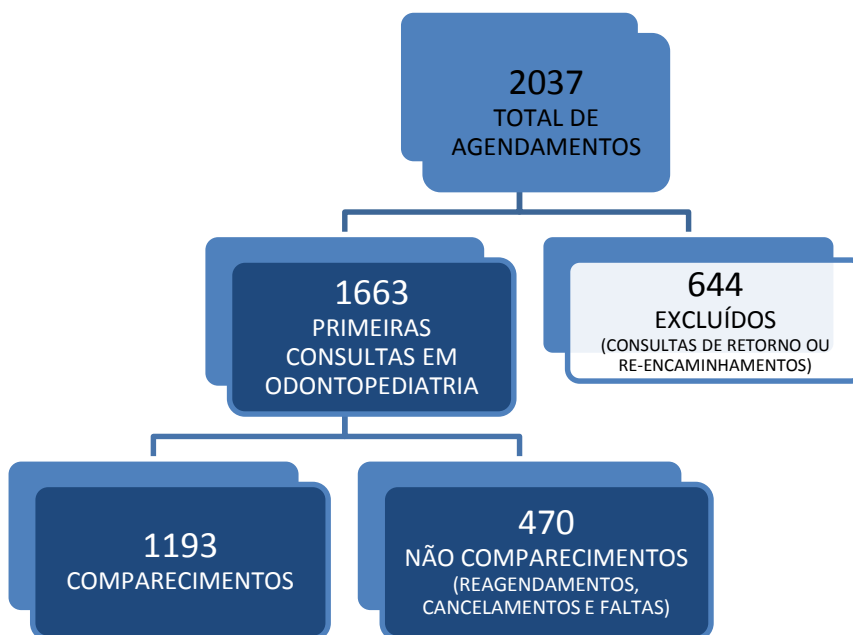 2037
TOTAL DE
AGENDAMENTOS
1663
PRIMEIRAS
CONSULTAS EM
ODONTOPEDIATRIA
644
EXCLUÍDOS
(CONSULTAS DE RETORNO OU
RE-ENCAMINHAMENTOS)
1193
COMPARECIMENTOS
470
NÃO COMPARECIMENTOS
(REAGENDAMENTOS,
CANCELAMENTOS E FALTAS)